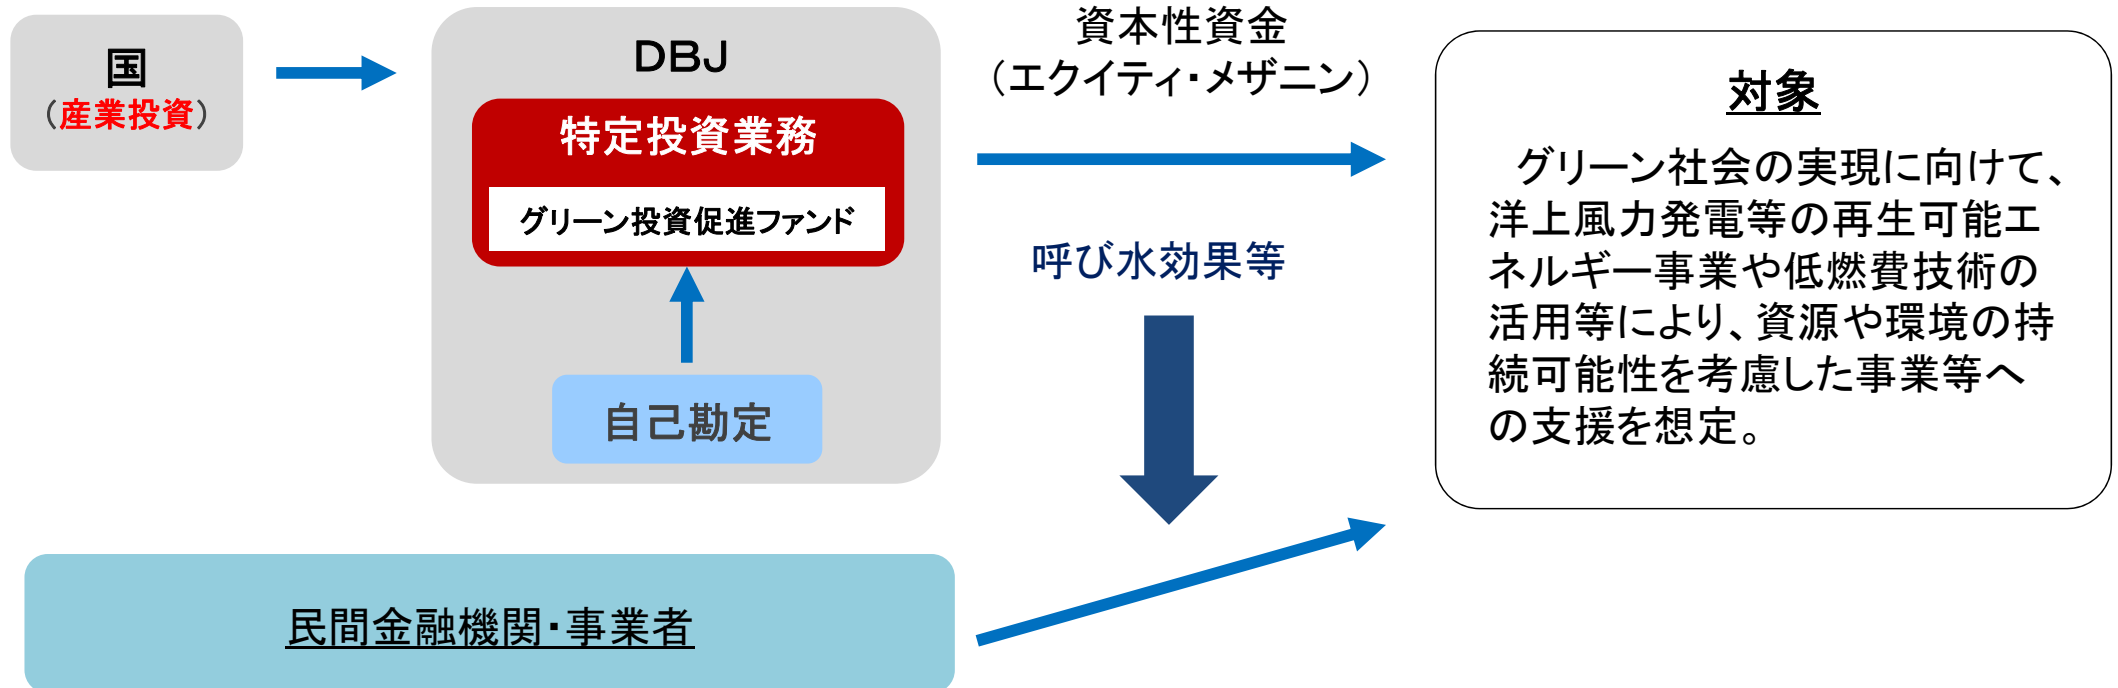 国
（産業投資）
DBJ
特定投資業務
グリーン投資促進ファンド
自己勘定
資本性資金
（エクイティ・メザニン）
呼び水効果等
対象
グリーン社会の実現に向けて、
洋上風力発電等の再生可能エ
ネルギー事業や低燃費技術の
活用等により、資源や環境の持
続可能性を考慮した事業等へ
の支援を想定。
民間金融機関・事業者